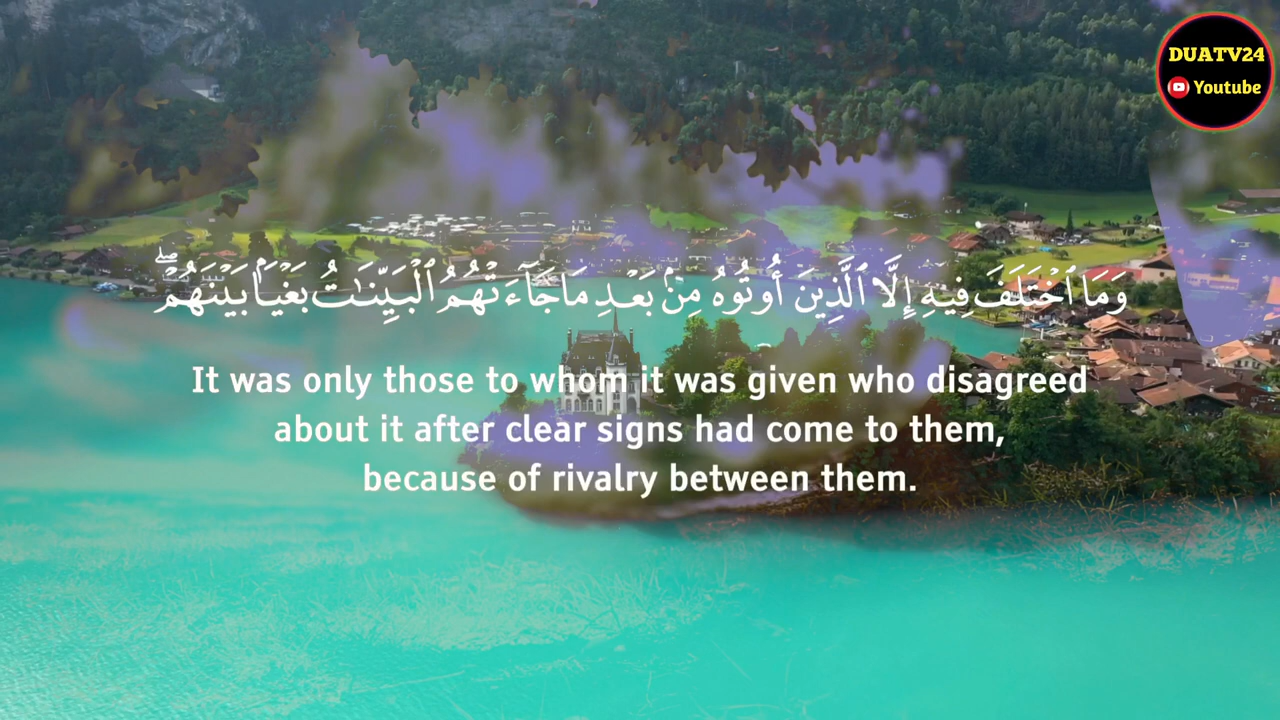 DUATV24
Youtube
وَمَا ٱخْتَلَفَ فِيهِ إِلَّا ٱلَّذِينَ أُوتُوهُ مِنۢ بَعْدِ مَا جَآءَتْهُمُ ٱلْبَيِّنَـٰتُ بَغْيًۢا بَيْنَهُمْ ۖ
It was only those to whom it was given who disagreed
about it after clear signs had come to them,
because of rivalry between them.